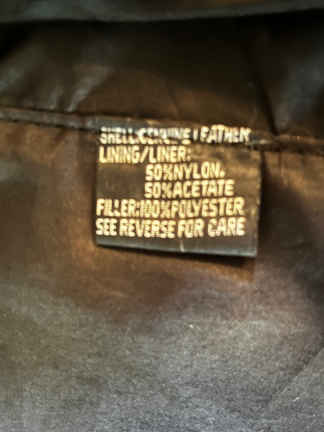 SHELL:GENUINE LEATHER
LINING/LINER:
50%NYLON,
50%ACETATE
FILLER:100%POLYESTER
SEE REVERSE FOR CARE